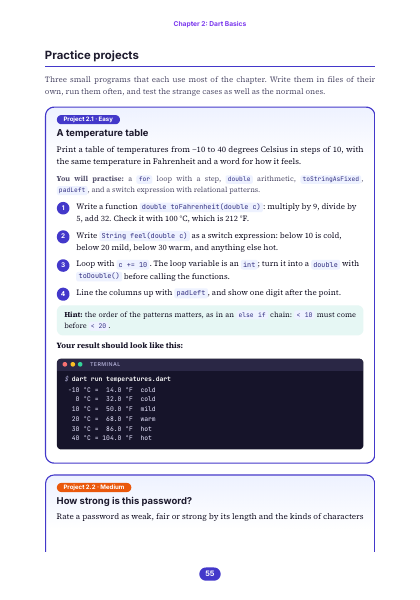 Chapter 2: Dart Basics
Practice projects
Three small programs that each use most of the chapter. Write them in files of their
own, run them often, and test the strange cases as well as the normal ones.
Project 2.1 · Easy
A temperature table
Print a table of temperatures from −10 to 40 degrees Celsius in steps of 10, with
the same temperature in Fahrenheit and a word for how it feels.
You will practise: a for loop with a step, double arithmetic, toStringAsFixed,
padLeft, and a switch expression with relational patterns.
1 Write a function double toFahrenheit(double c): multiply by 9, divide by
5, add 32. Check it with 100 °C, which is 212 °F.
2 Write String feel(double c) as a switch expression: below 10 is cold,
below 20 mild, below 30 warm, and anything else hot.
3 Loop with c += 10. The loop variable is an int; turn it into a double with
toDouble() before calling the functions.
4 Line the columns up with padLeft, and show one digit after the point.
Hint: the order of the patterns matters, as in an else if chain: < 10 must come
before < 20.
Your result should look like this:
TERMINAL
$ dart run temperatures.dart
-10 °C = 14.0 °F cold
0 °C = 32.0 °F cold
10 °C = 50.0 °F mild
20 °C = 68.0 °F warm
30 °C = 86.0 °F hot
40 °C = 104.0 °F hot
Project 2.2 · Medium
How strong is this password?
Rate a password as weak, fair or strong by its length and the kinds of characters
55